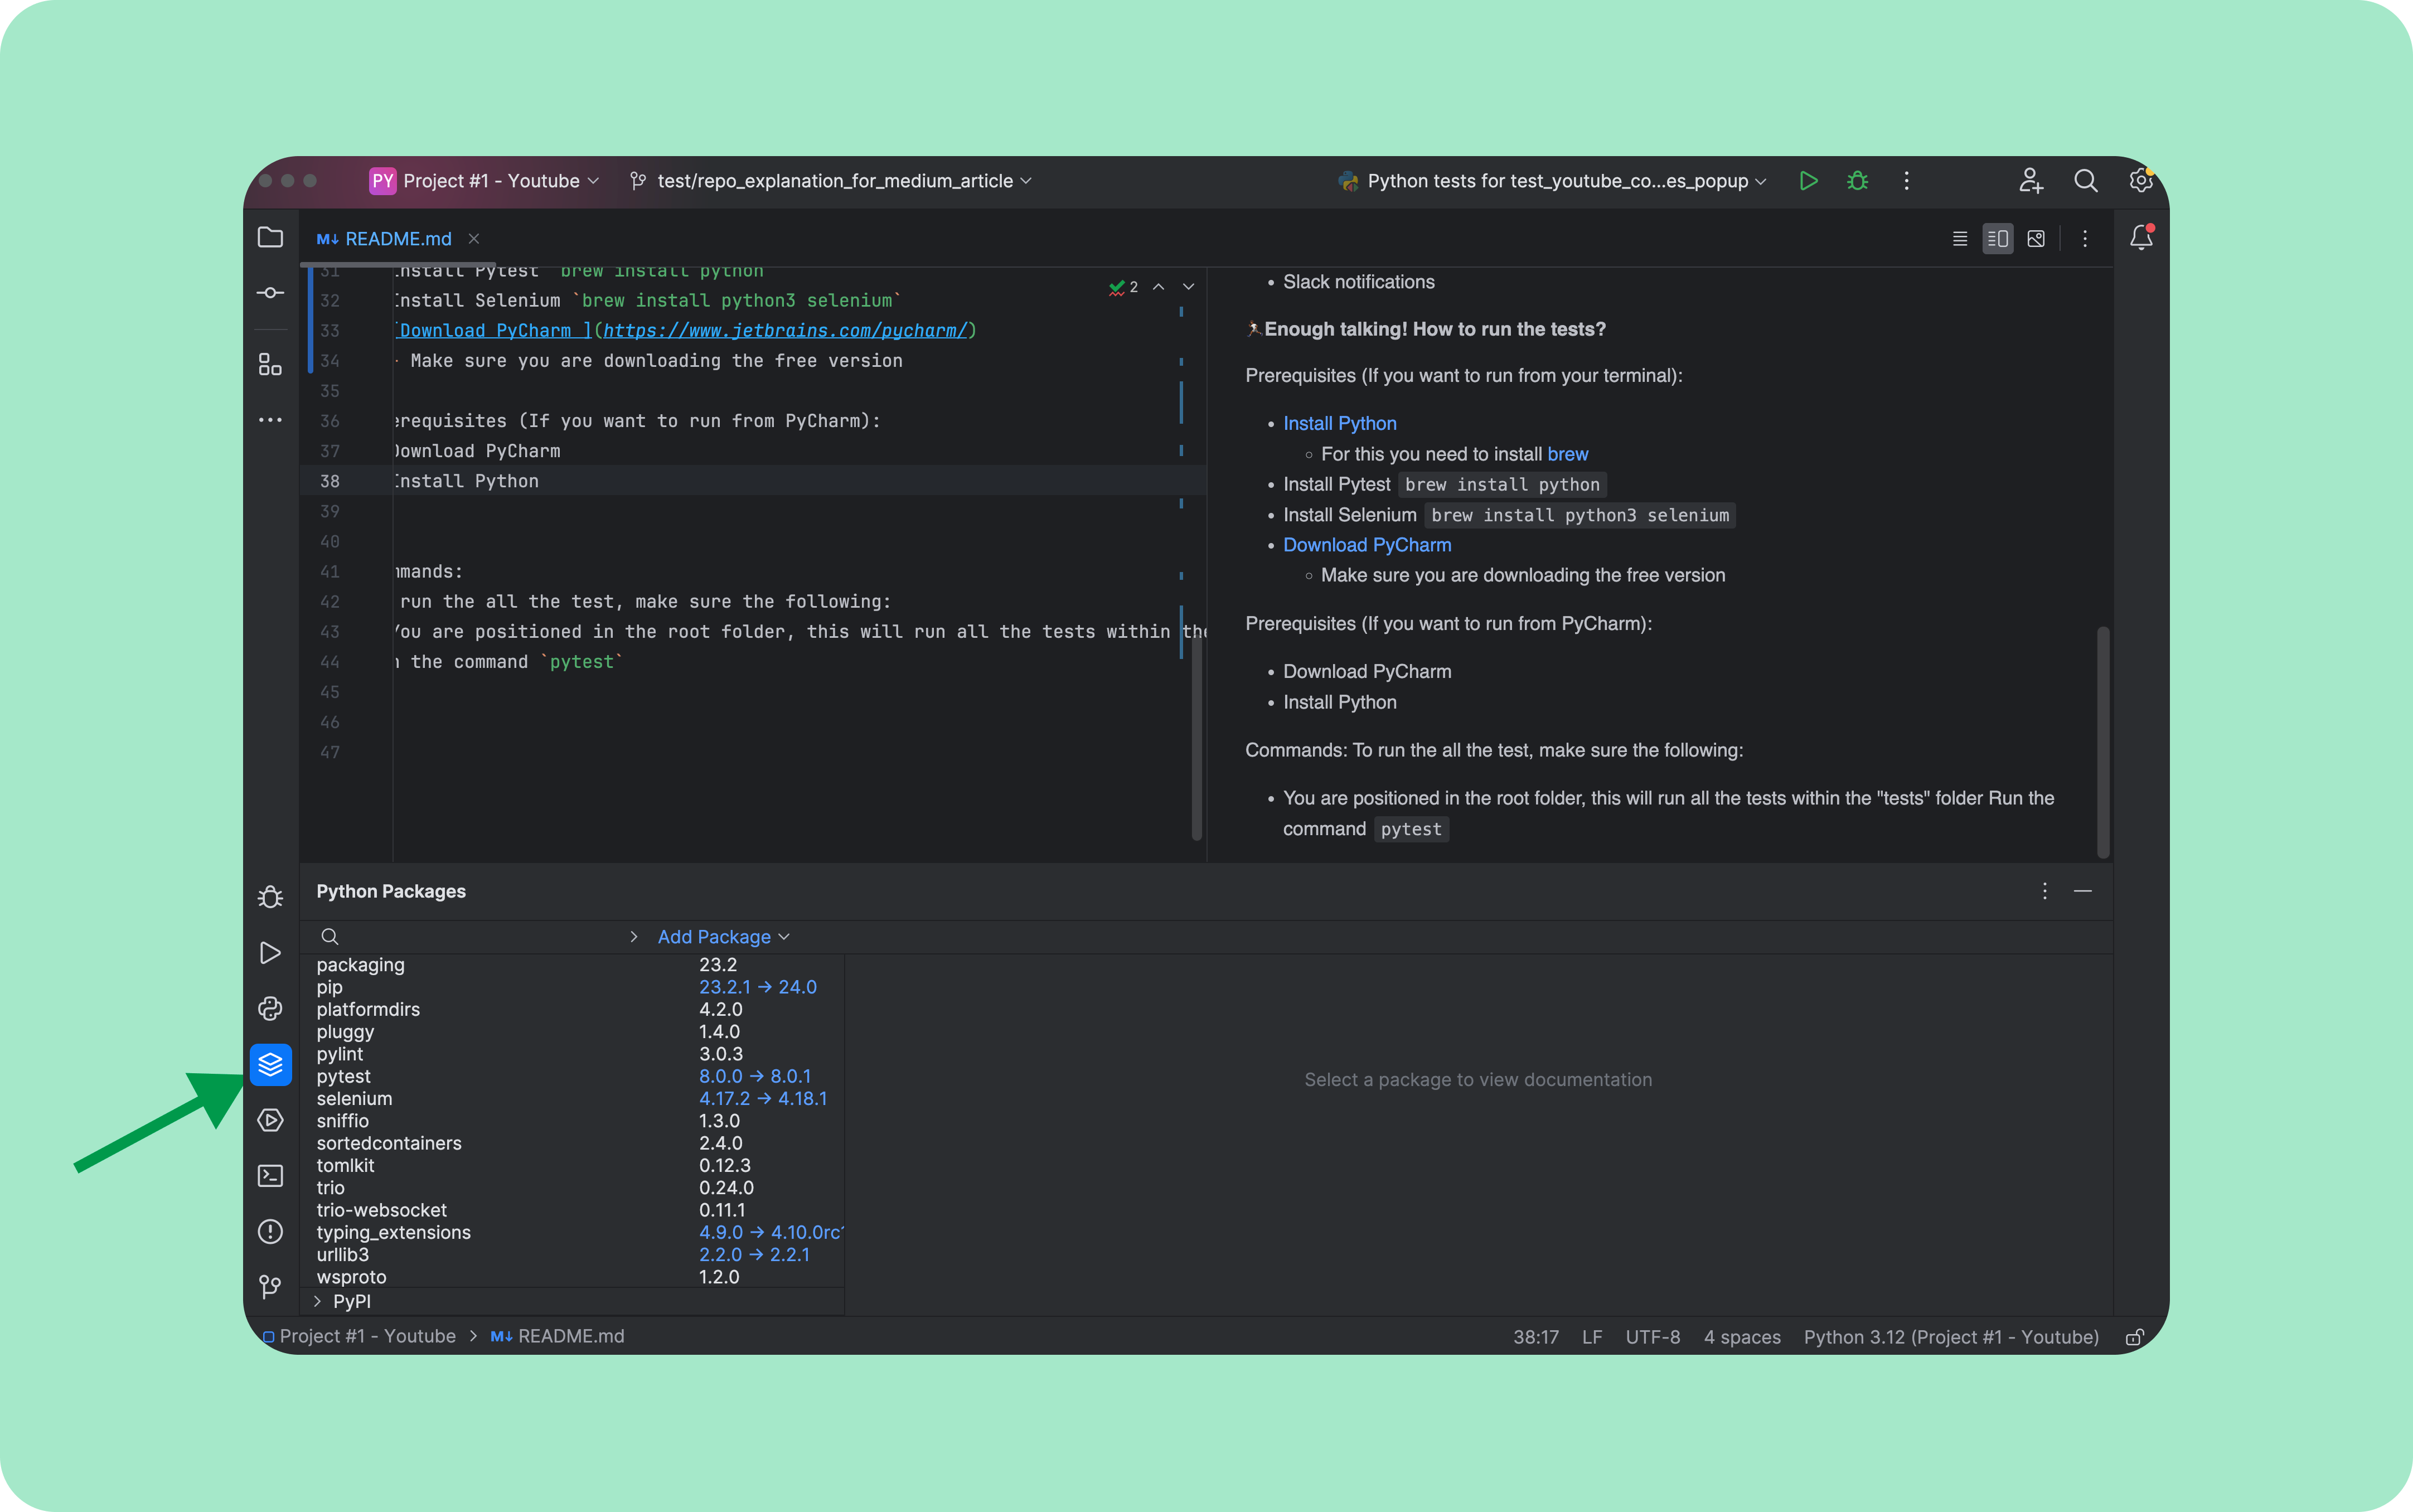 PY Project #1 - Youtube
test/repo_explanation_for_medium_article
Python tests for test_youtube_co...es_popup
M↓ README.md
31 install Pytest `brew install python
32 Install Selenium `brew install python3 selenium`
33 [Download PyCharm ](https://www.jetbrains.com/pycharm/)
34 - Make sure you are downloading the free version
35
36 erequisites (If you want to run from PyCharm):
37 Download PyCharm
38 Install Python
39
40
41 mmands:
42 run the all the test, make sure the following:
43 You are positioned in the root folder, this will run all the tests within the
44 n the command `pytest`
45
46
47
2
Slack notifications
Enough talking! How to run the tests?
Prerequisites (If you want to run from your terminal):
Install Python
For this you need to install brew
Install Pytest brew install python
Install Selenium brew install python3 selenium
Download PyCharm
Make sure you are downloading the free version
Prerequisites (If you want to run from PyCharm):
Download PyCharm
Install Python
Commands: To run the all the test, make sure the following:
You are positioned in the root folder, this will run all the tests within the "tests" folder Run the
command pytest
Python Packages
Add Package
packaging 23.2
pip 23.2.1 → 24.0
platformdirs 4.2.0
pluggy 1.4.0
pylint 3.0.3
pytest 8.0.0 → 8.0.1
selenium 4.17.2 → 4.18.1
sniffio 1.3.0
sortedcontainers 2.4.0
tomlkit 0.12.3
trio 0.24.0
trio-websocket 0.11.1
typing_extensions 4.9.0 → 4.10.0rc1
urllib3 2.2.0 → 2.2.1
wsproto 1.2.0
PyPI
Select a package to view documentation
Project #1 - Youtube > M↓ README.md
38:17 LF UTF-8 4 spaces Python 3.12 (Project #1 - Youtube)